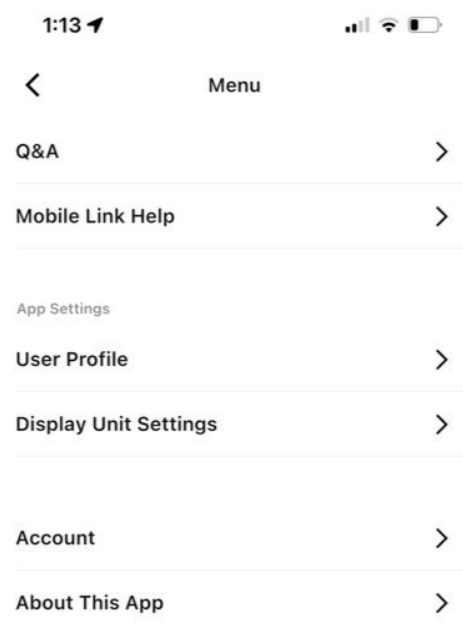 1:13
Menu
Q&A
Mobile Link Help
App Settings
User Profile
Display Unit Settings
Account
About This App